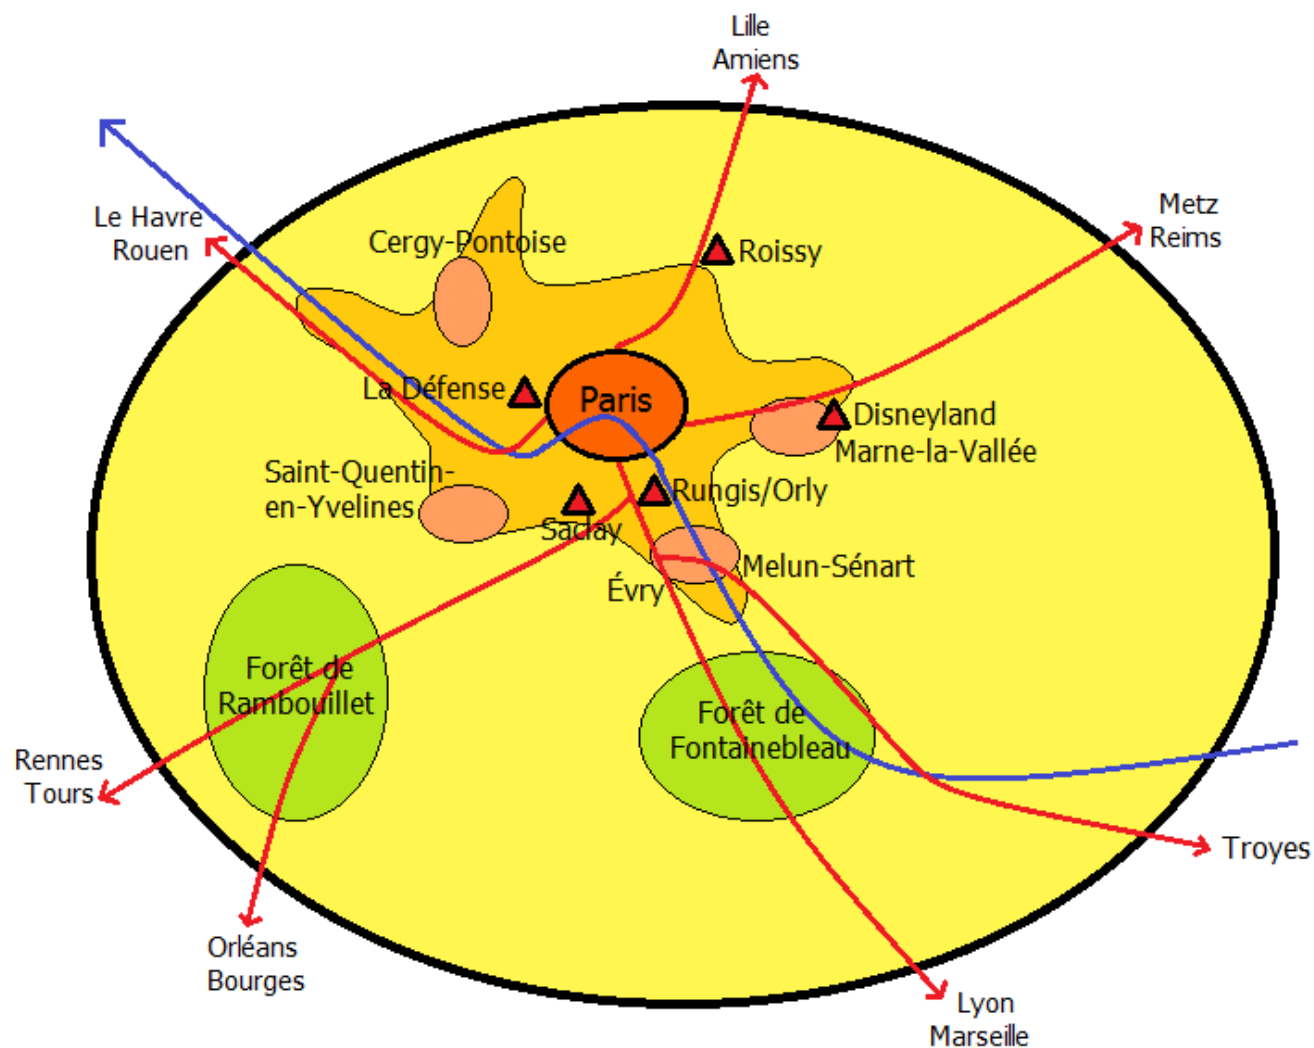 Lille
Amiens
Le Havre
Rouen
Metz
Reims
Cergy-Pontoise
Roissy
La Défense
Paris
Disneyland
Marne-la-Vallée
Saint-Quentin-
en-Yvelines
Rungis/Orly
Saclay
Melun-Sénart
Évry
Forêt de
Rambouillet
Forêt de
Fontainebleau
Rennes
Tours
Troyes
Orléans
Bourges
Lyon
Marseille